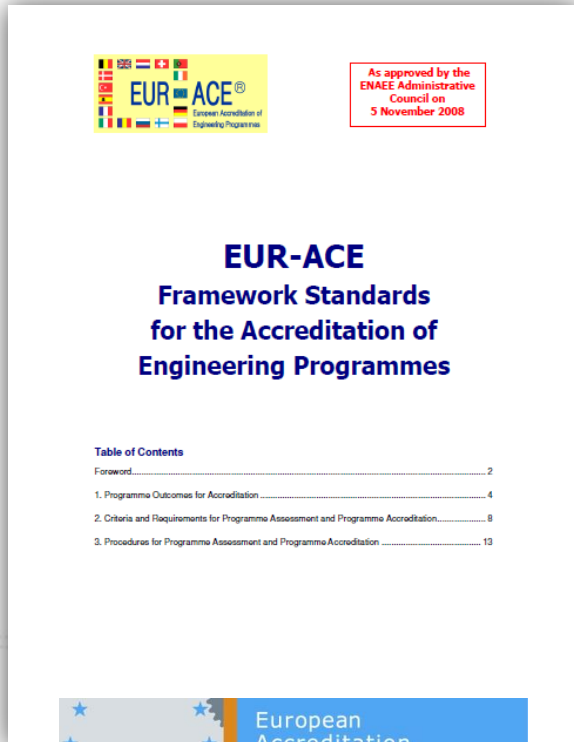 EUR ACE®
European Accreditation of
Engineering Programmes
As approved by the
ENAEE Administrative
Council on
5 November 2008
EUR-ACE
Framework Standards
for the Accreditation of
Engineering Programmes
Table of Contents
Foreword 2
1. Programme Outcomes for Accreditation 4
2. Criteria and Requirements for Programme Assessment and Programme Accreditation 8
3. Procedures for Programme Assessment and Programme Accreditation 13
European
Accreditation